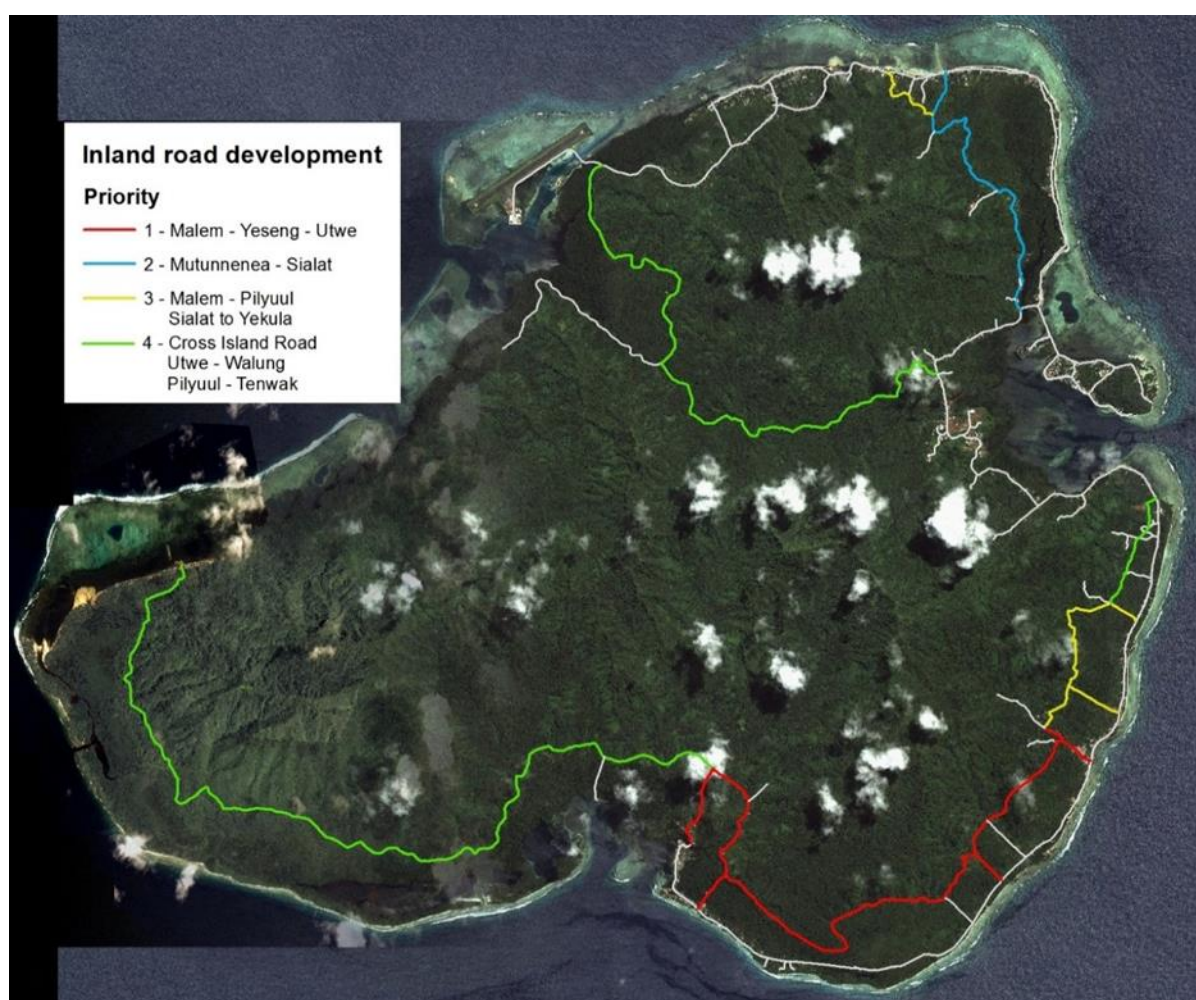 Inland road development
Priority
1 - Malem - Yeseng - Utwe
2 - Mutunnenea - Sialat
3 - Malem - Pilyuul
Sialat to Yekula
4 - Cross Island Road
Utwe - Walung
Pilyuul - Tenwak